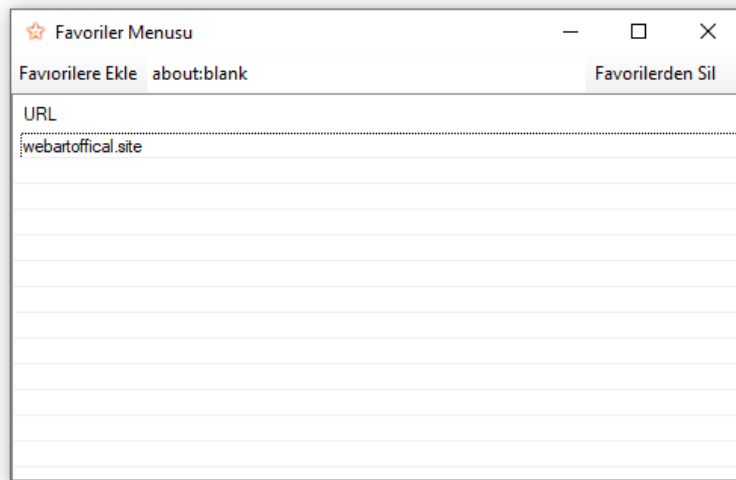 Favoriler Menusu
Favıorilere Ekle about:blank Favorilerden Sil
URL
webartoffical.site